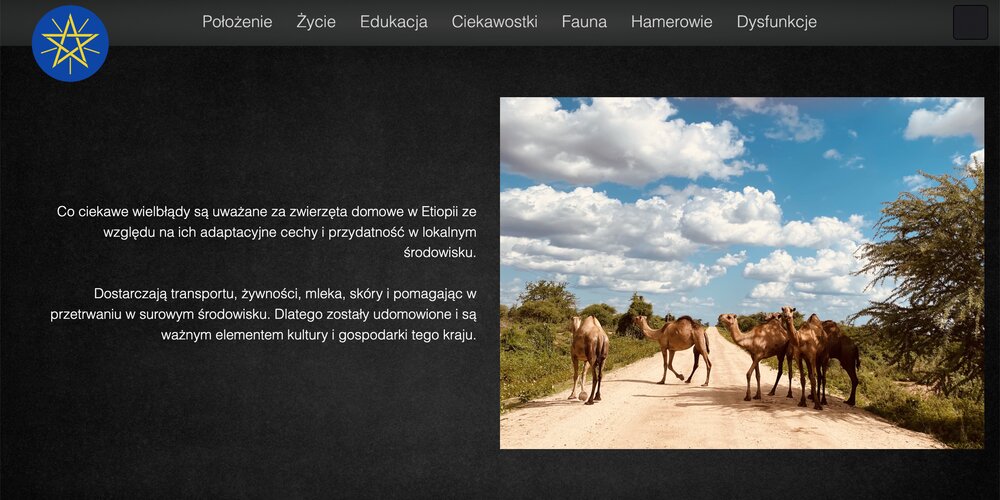 Położenie Życie Edukacja Ciekawostki Fauna Hamerowie Dysfunkcje
Co ciekawe wielbłądy są uważane za zwierzęta domowe w Etiopii ze
względu na ich adaptacyjne cechy i przydatność w lokalnym
środowisku.
Dostarczają transportu, żywności, mleka, skóry i pomagając w
przetrwaniu w surowym środowisku. Dlatego zostały udomowione i są
ważnym elementem kultury i gospodarki tego kraju.